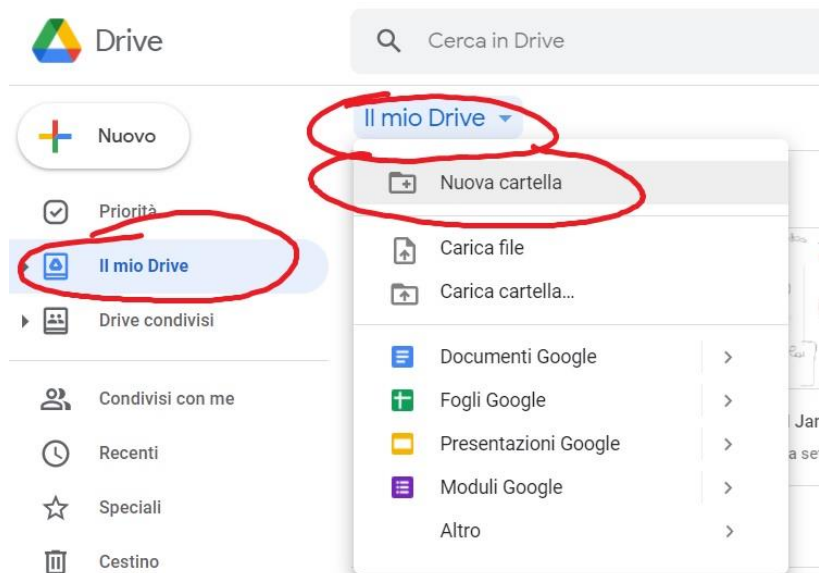 Drive
Cerca in Drive
Nuovo
Il mio Drive
Nuova cartella
Priorità
Carica file
Il mio Drive
Carica cartella...
Drive condivisi
Documenti Google
Condivisi con me
Fogli Google
Recenti
Presentazioni Google
Speciali
Moduli Google
Cestino
Altro